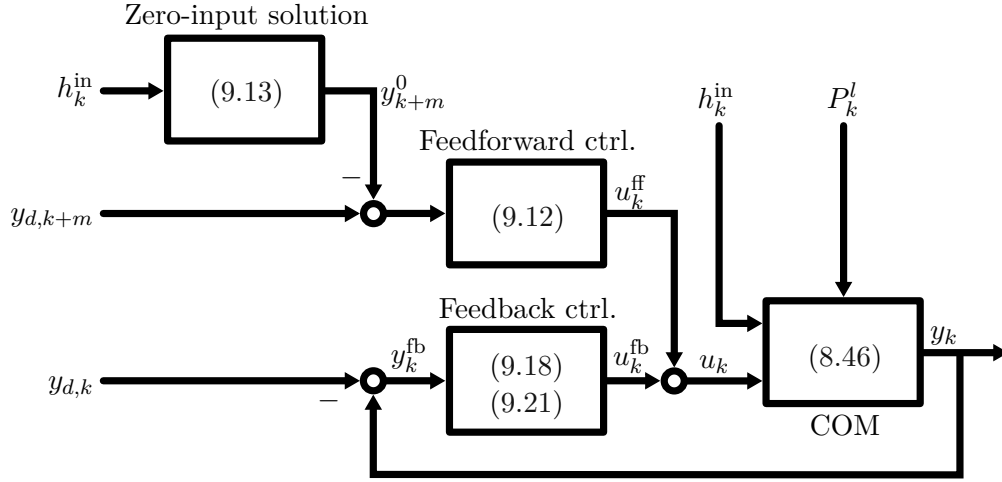 Zero-input solution
h_k^in
(9.13)
y_{k+m}^0
h_k^in
P_k^l
Feedforward ctrl.
−
y_{d,k+m}
(9.12)
u_k^ff
Feedback ctrl.
y_{d,k}
−
y_k^fb
(9.18)
(9.21)
u_k^fb
u_k
(8.46)
y_k
COM